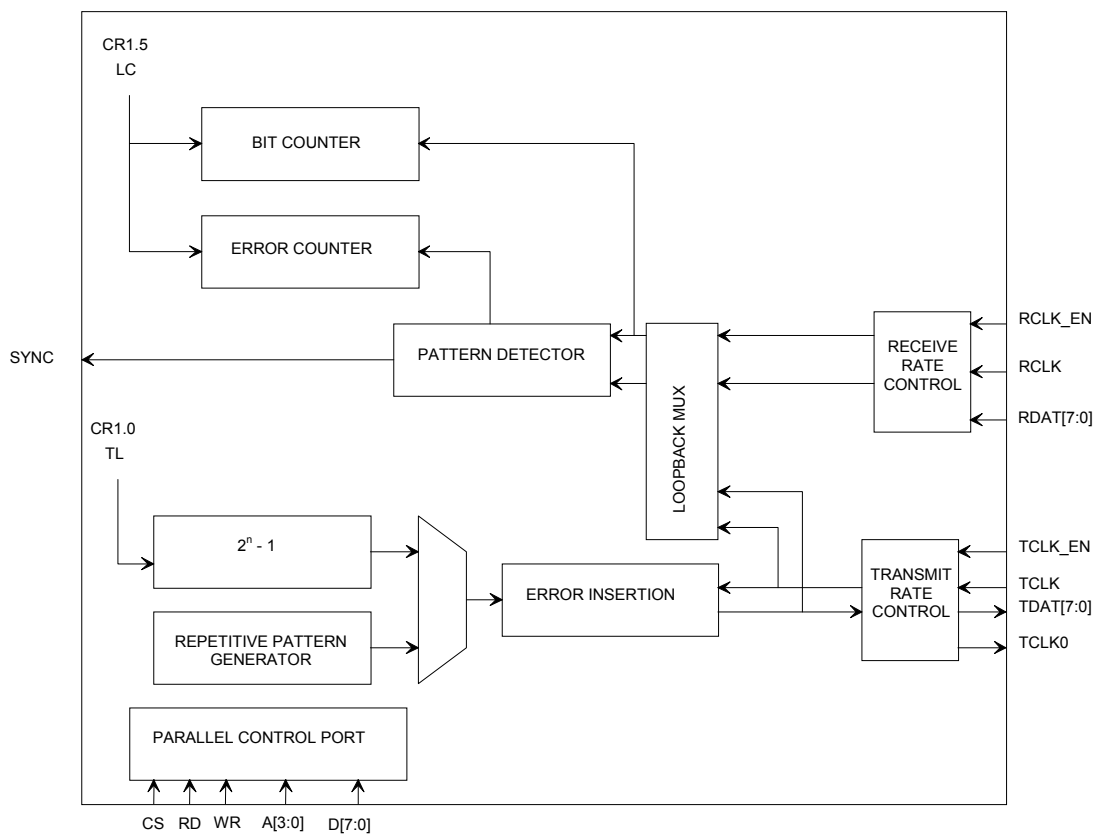 CR1.5
LC
BIT COUNTER
ERROR COUNTER
SYNC
PATTERN DETECTOR
LOOPBACK MUX
RECEIVE
RATE
CONTROL
RCLK_EN
RCLK
RDAT[7:0]
CR1.0
TL
2ⁿ - 1
REPETITIVE PATTERN
GENERATOR
ERROR INSERTION
TRANSMIT
RATE
CONTROL
TCLK_EN
TCLK
TDAT[7:0]
TCLK0
PARALLEL CONTROL PORT
CS RD WR A[3:0] D[7:0]